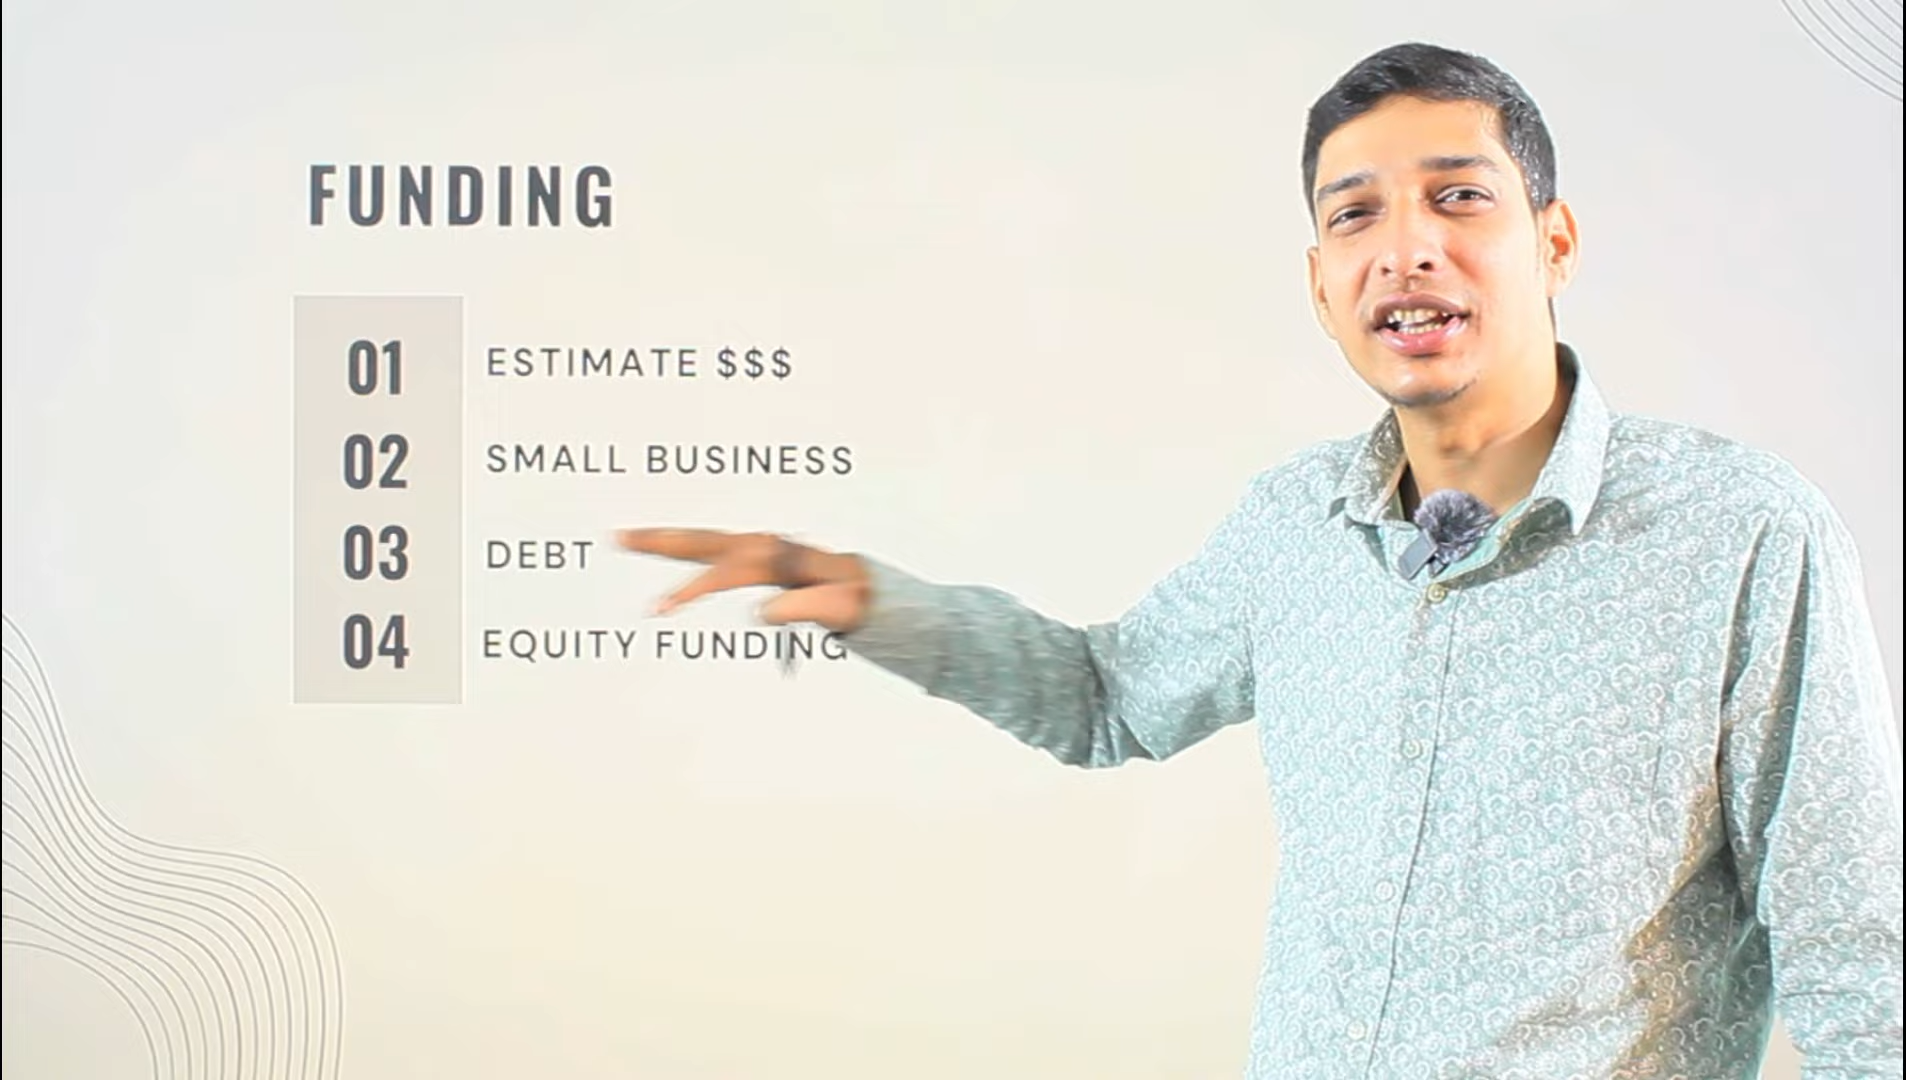 FUNDING
01 ESTIMATE $$$
02 SMALL BUSINESS
03 DEBT
04 EQUITY FUNDING